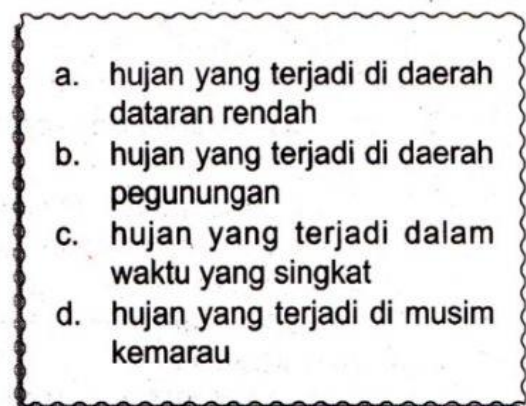 a. hujan yang terjadi di daerah
dataran rendah
b. hujan yang terjadi di daerah
pegunungan
c. hujan yang terjadi dalam
waktu yang singkat
d. hujan yang terjadi di musim
kemarau